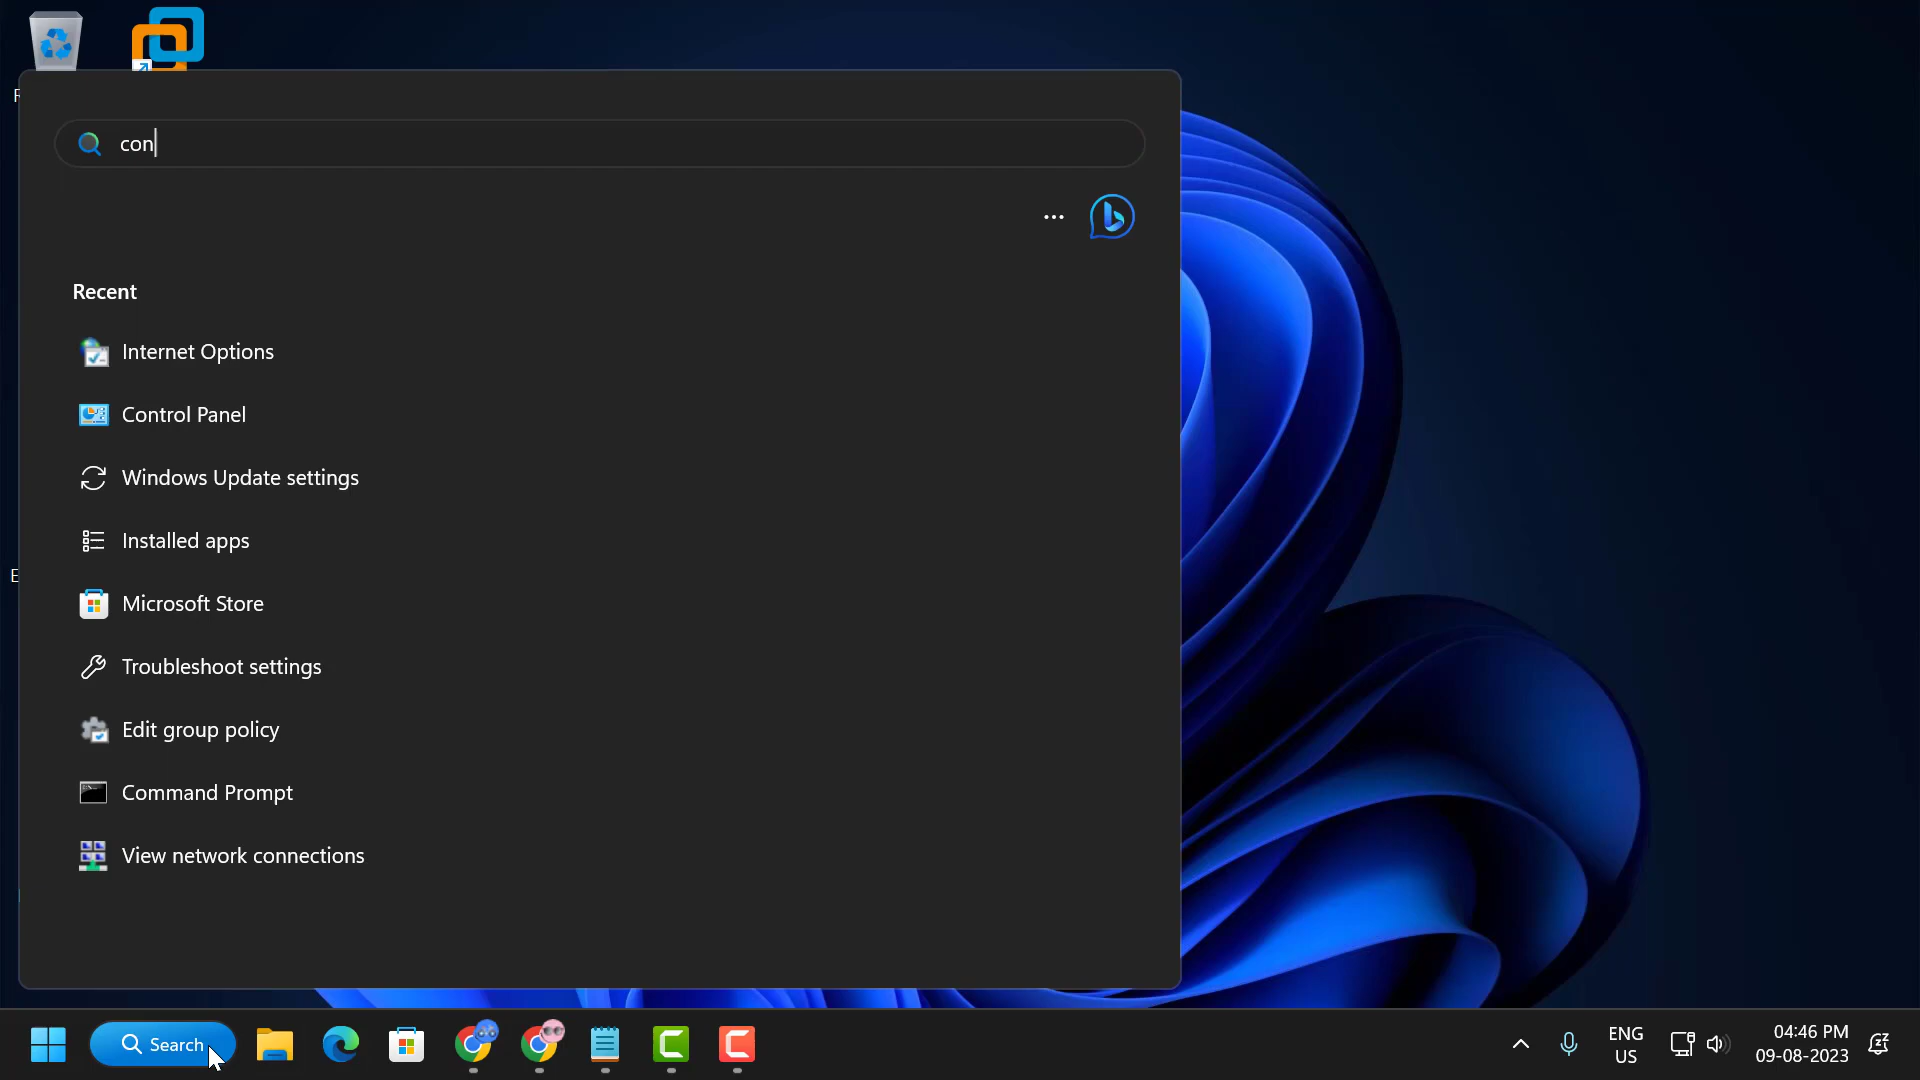 con
Recent
Internet Options
Control Panel
Windows Update settings
Installed apps
Microsoft Store
Troubleshoot settings
Edit group policy
Command Prompt
View network connections
Search
ENG
US
04:46 PM
09-08-2023